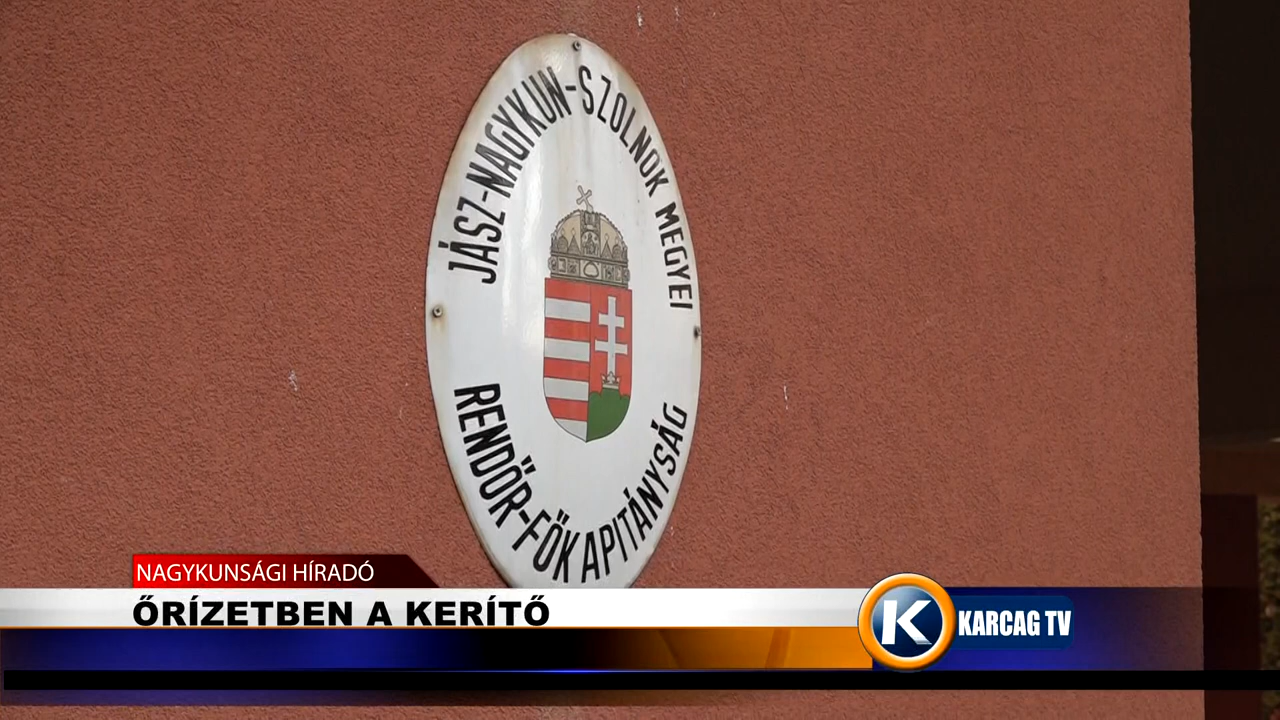 JÁSZ-NAGYKUN-SZOLNOK MEGYEI
RENDŐR-FŐKAPITÁNYSÁG
NAGYKUNSÁGI HÍRADÓ
ŐRÍZETBEN A KERÍTŐ
K KARCAG TV